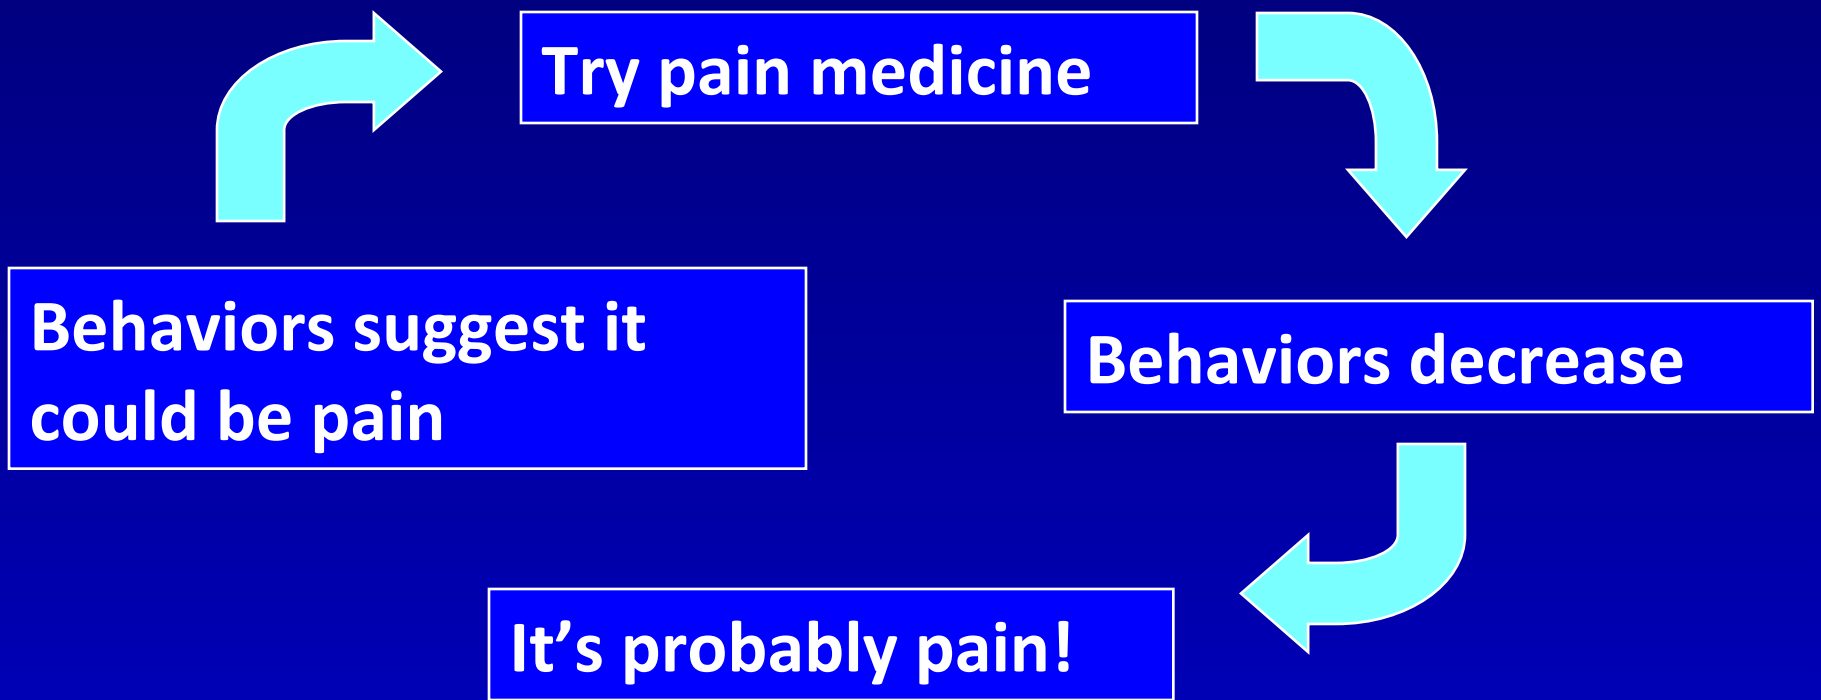 Try pain medicine
Behaviors suggest it
could be pain
Behaviors decrease
It’s probably pain!